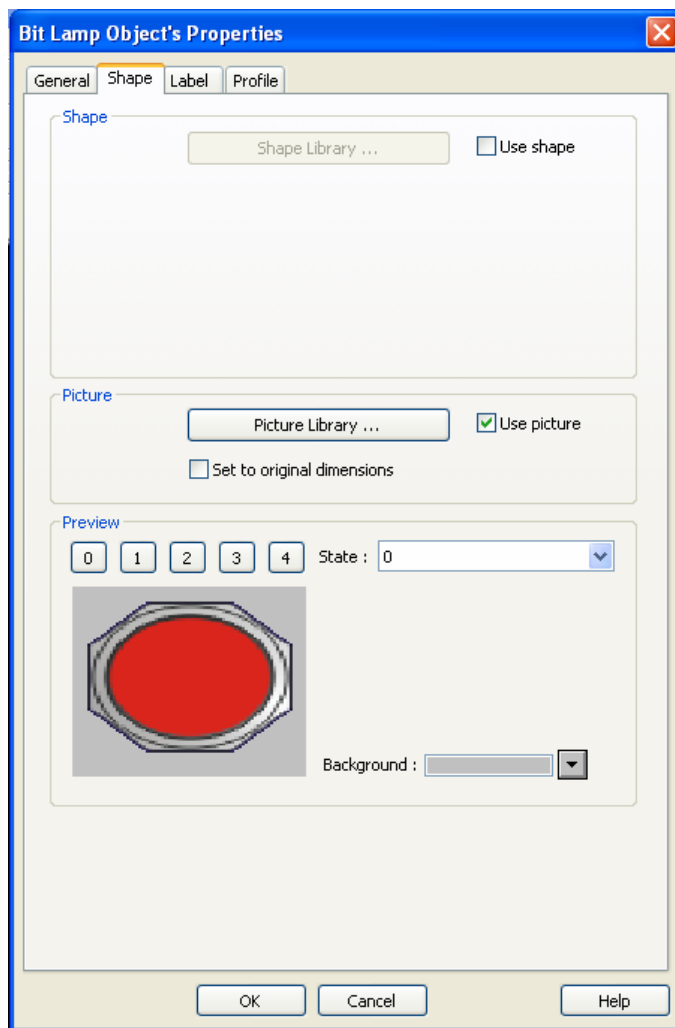 Bit Lamp Object's Properties
General Shape Label Profile
Shape
Shape Library ... Use shape
Picture
Picture Library ... Use picture
Set to original dimensions
Preview
0 1 2 3 4 State : 0
Background :
OK Cancel Help